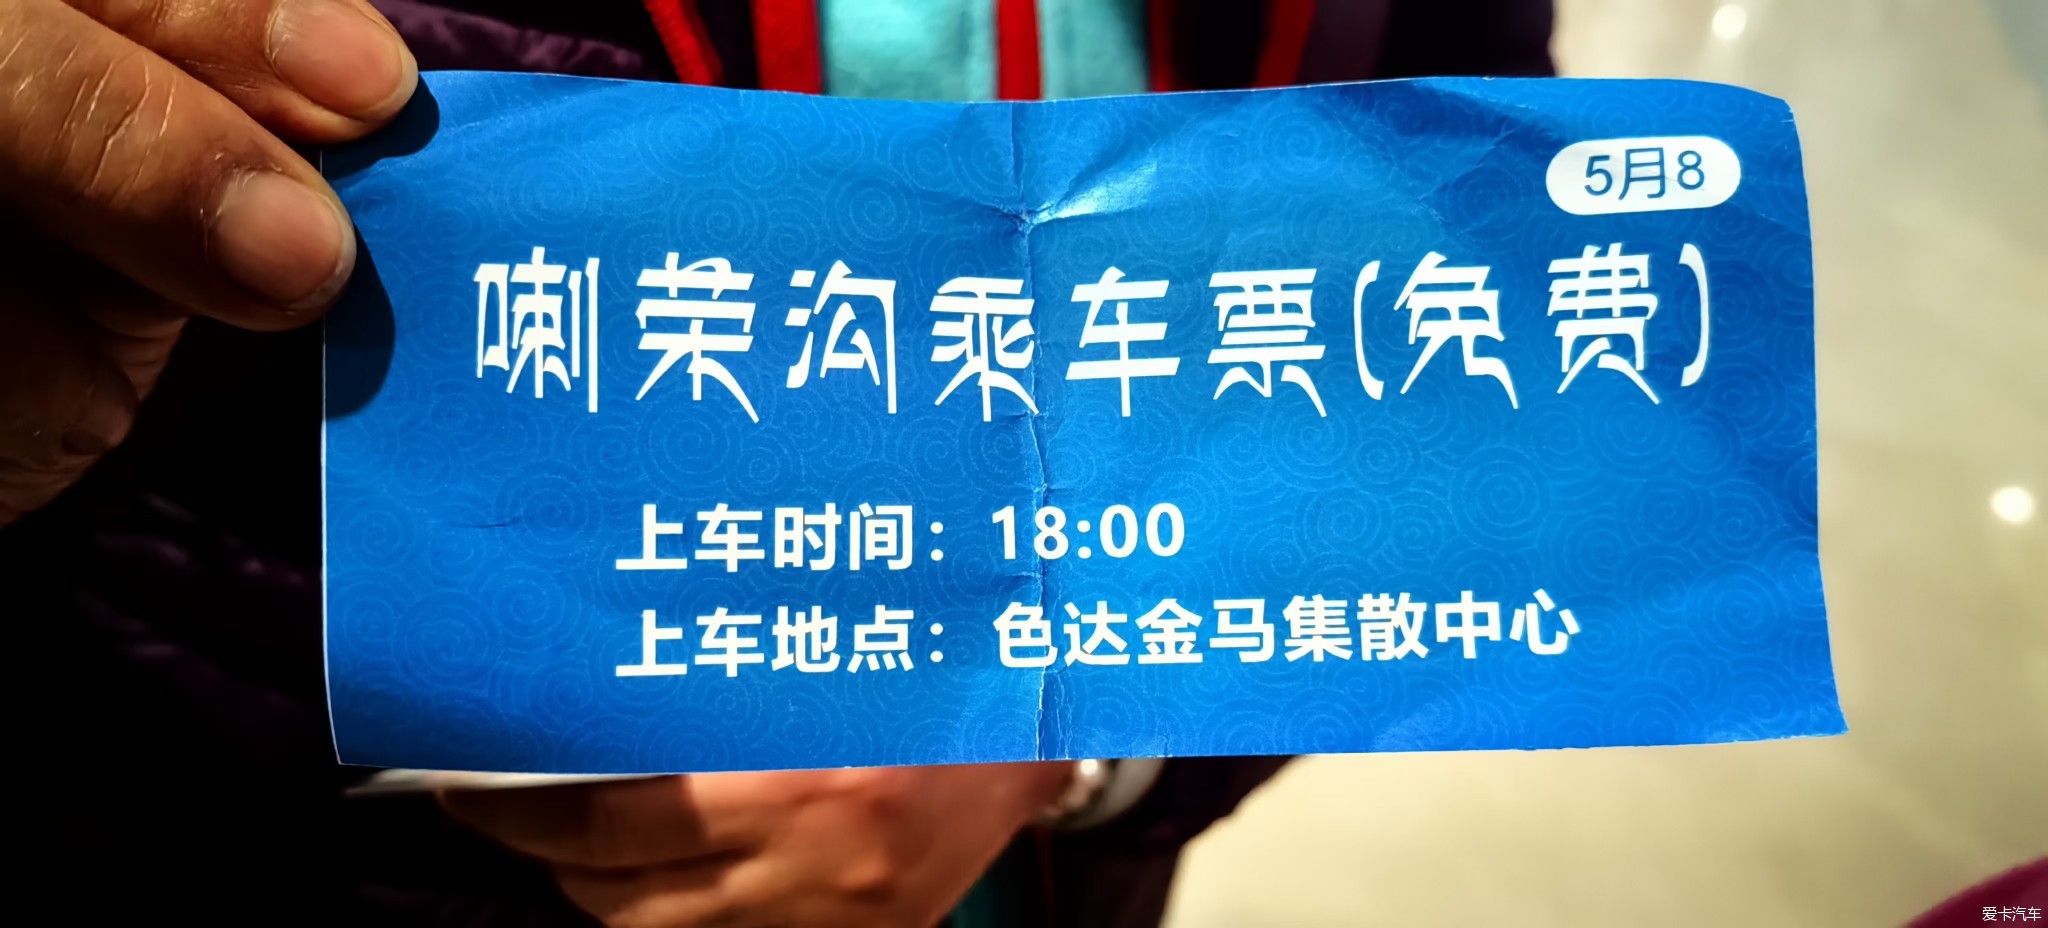 5月8
喇荣沟乘车票(免费)
上车时间：18:00
上车地点：色达金马集散中心
爱卡汽车